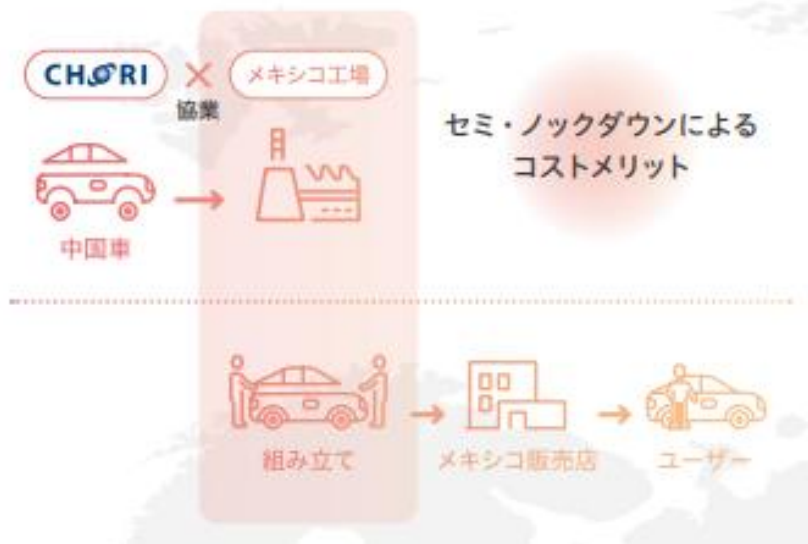 CHORI
メキシコ工場
協業
セミ・ノックダウンによる
コストメリット
中国車
組み立て
メキシコ販売店
ユーザー